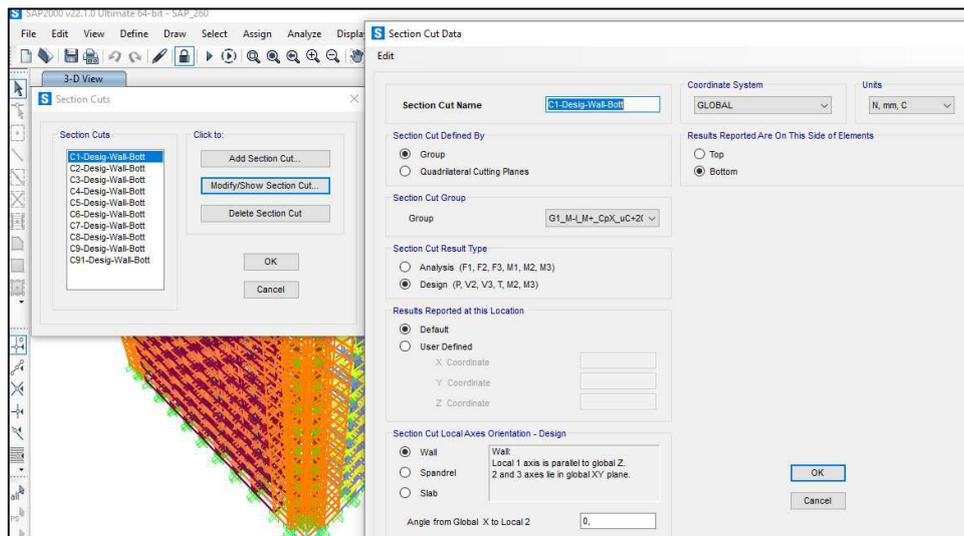 SAP2000 v22.1.0 Ultimate 64-bit - SAP_260
File Edit View Define Draw Select Assign Analyze Displa
3-D View
Section Cuts
Section Cuts
C1-Desig-Wall-Bott
C2-Desig-Wall-Bott
C3-Desig-Wall-Bott
C4-Desig-Wall-Bott
C5-Desig-Wall-Bott
C6-Desig-Wall-Bott
C7-Desig-Wall-Bott
C8-Desig-Wall-Bott
C9-Desig-Wall-Bott
C91-Desig-Wall-Bott
Click to:
Add Section Cut...
Modify/Show Section Cut...
Delete Section Cut
OK
Cancel
all
PS
Section Cut Data
Edit
Section Cut Name C1-Desig-Wall-Bott
Coordinate System
GLOBAL
Units
N, mm, C
Section Cut Defined By
Group
Quadrilateral Cutting Planes
Results Reported Are On This Side of Elements
Top
Bottom
Section Cut Group
Group G1_M-I_M+_CpX_uC+2(
Section Cut Result Type
Analysis (F1, F2, F3, M1, M2, M3)
Design (P, V2, V3, T, M2, M3)
Results Reported at this Location
Default
User Defined
X Coordinate
Y Coordinate
Z Coordinate
Section Cut Local Axes Orientation - Design
Wall
Spandrel
Slab
Wall:
Local 1 axis is parallel to global Z.
2 and 3 axes lie in global XY plane.
Angle from Global X to Local 2 0,
OK
Cancel